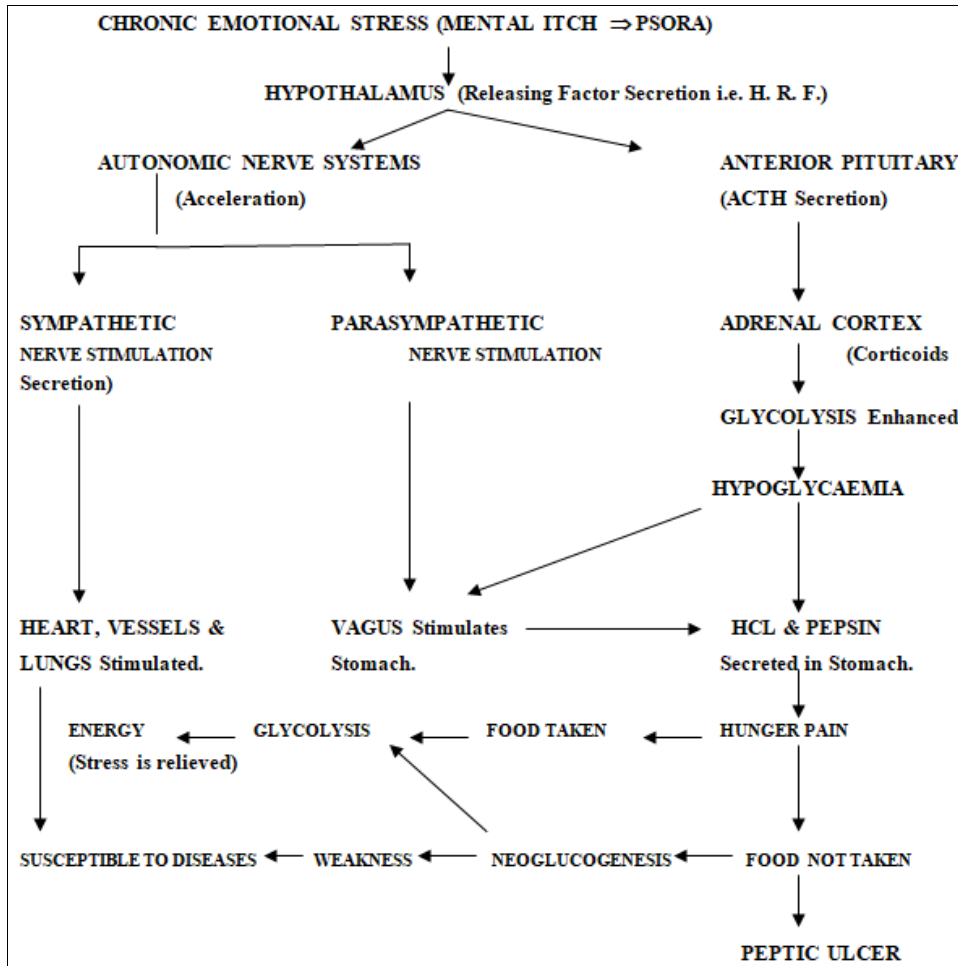 CHRONIC EMOTIONAL STRESS (MENTAL ITCH ⇒ PSORA)
HYPOTHALAMUS (Releasing Factor Secretion i.e. H. R. F.)
AUTONOMIC NERVE SYSTEMS
(Acceleration)
ANTERIOR PITUITARY
(ACTH Secretion)
SYMPATHETIC
NERVE STIMULATION
Secretion)
PARASYMPATHETIC
NERVE STIMULATION
ADRENAL CORTEX
(Corticoids
GLYCOLYSIS Enhanced
HYPOGLYCAEMIA
HEART, VESSELS &
LUNGS Stimulated.
VAGUS Stimulates
Stomach.
HCL & PEPSIN
Secreted in Stomach.
ENERGY
(Stress is relieved)
GLYCOLYSIS
FOOD TAKEN
HUNGER PAIN
SUSCEPTIBLE TO DISEASES
WEAKNESS
NEOGLUCOGENESIS
FOOD NOT TAKEN
PEPTIC ULCER